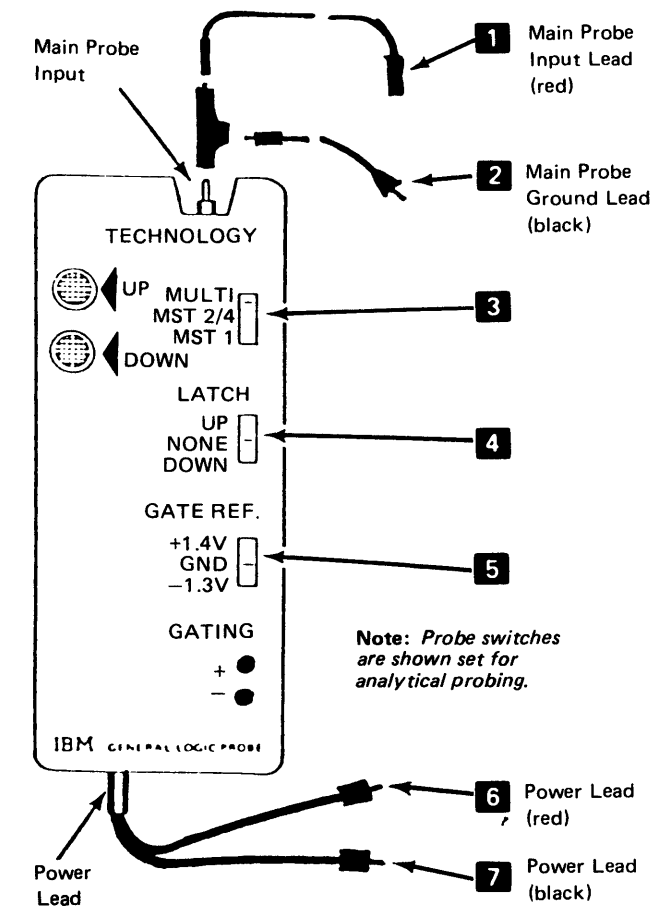 Main Probe
Input
1 Main Probe
Input Lead
(red)
2 Main Probe
Ground Lead
(black)
TECHNOLOGY
UP
MULTI
MST 2/4
MST 1
DOWN
3
LATCH
UP
NONE
DOWN
4
GATE REF.
+1.4V
GND
−1.3V
5
GATING
+
−
Note: Probe switches
are shown set for
analytical probing.
IBM GENERAL LOGIC PROBE
6 Power Lead
(red)
7 Power Lead
(black)
Power
Lead